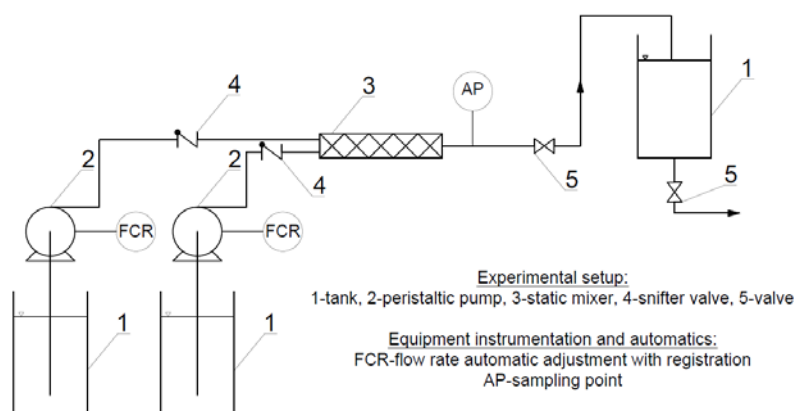 4
3
AP
1
2
2
4
5
5
FCR
FCR
1
1
Experimental setup:
1-tank, 2-peristaltic pump, 3-static mixer, 4-snifter valve, 5-valve
Equipment instrumentation and automatics:
FCR-flow rate automatic adjustment with registration
AP-sampling point